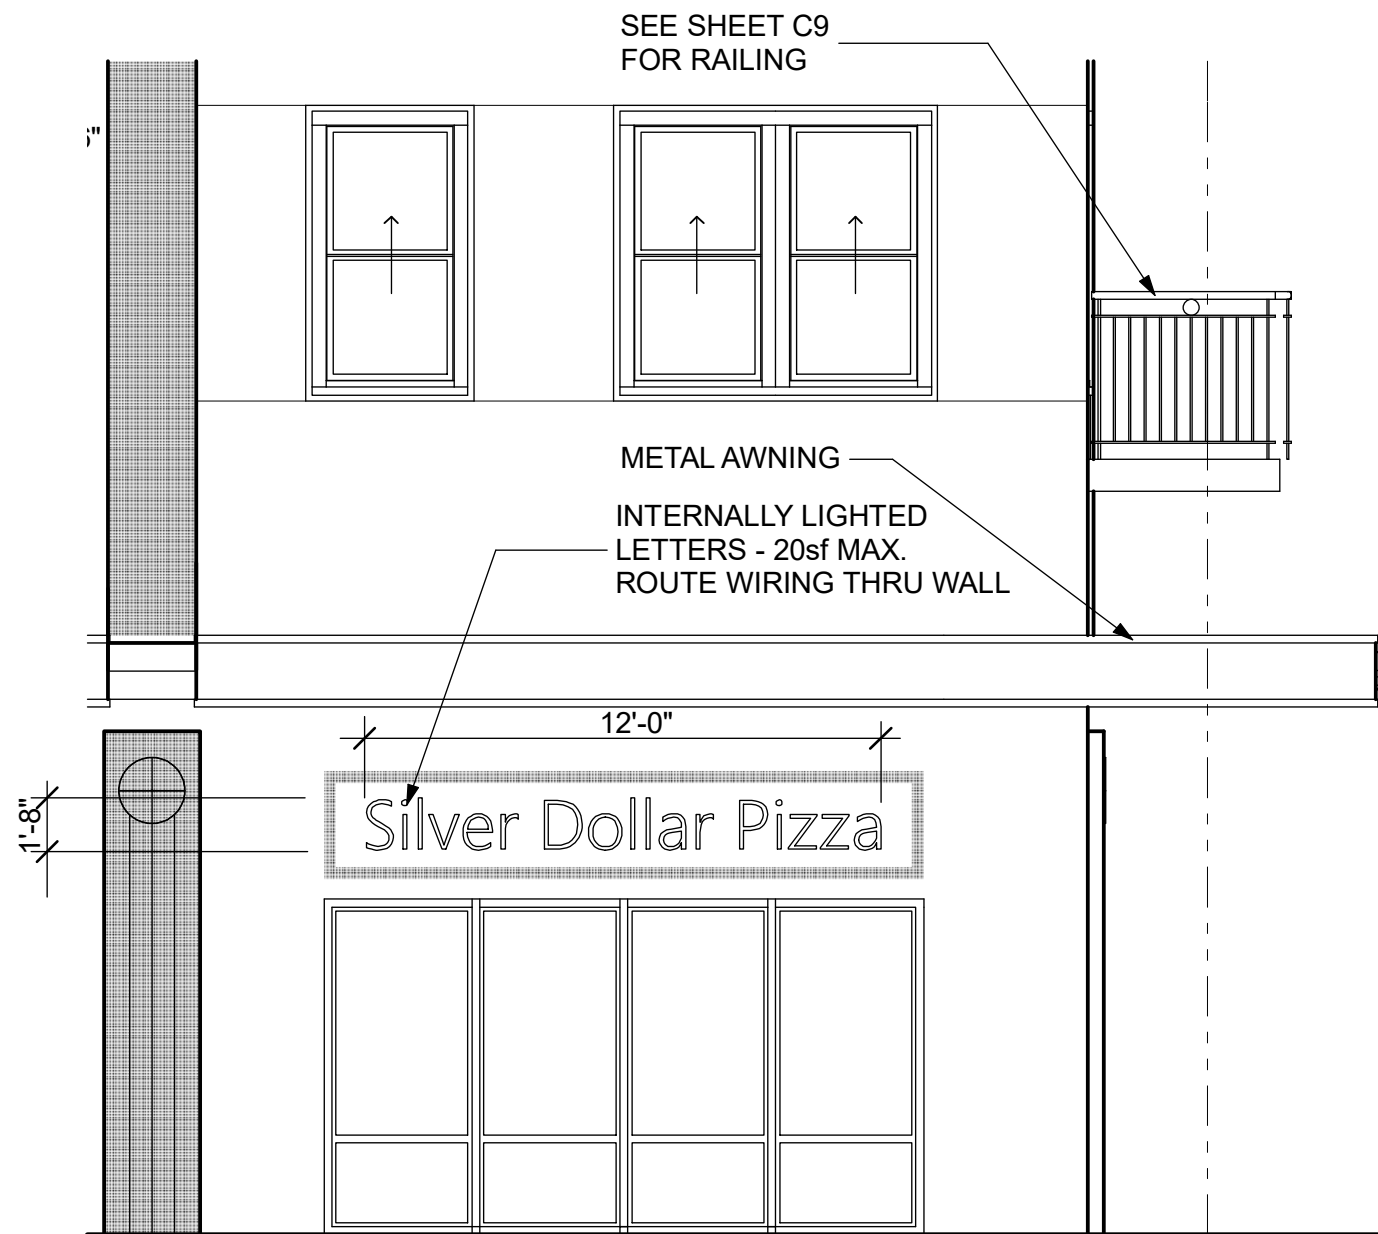 SEE SHEET C9
FOR RAILING
METAL AWNING
INTERNALLY LIGHTED
LETTERS - 20sf MAX.
ROUTE WIRING THRU WALL
12'-0"
1'-8"
Silver Dollar Pizza